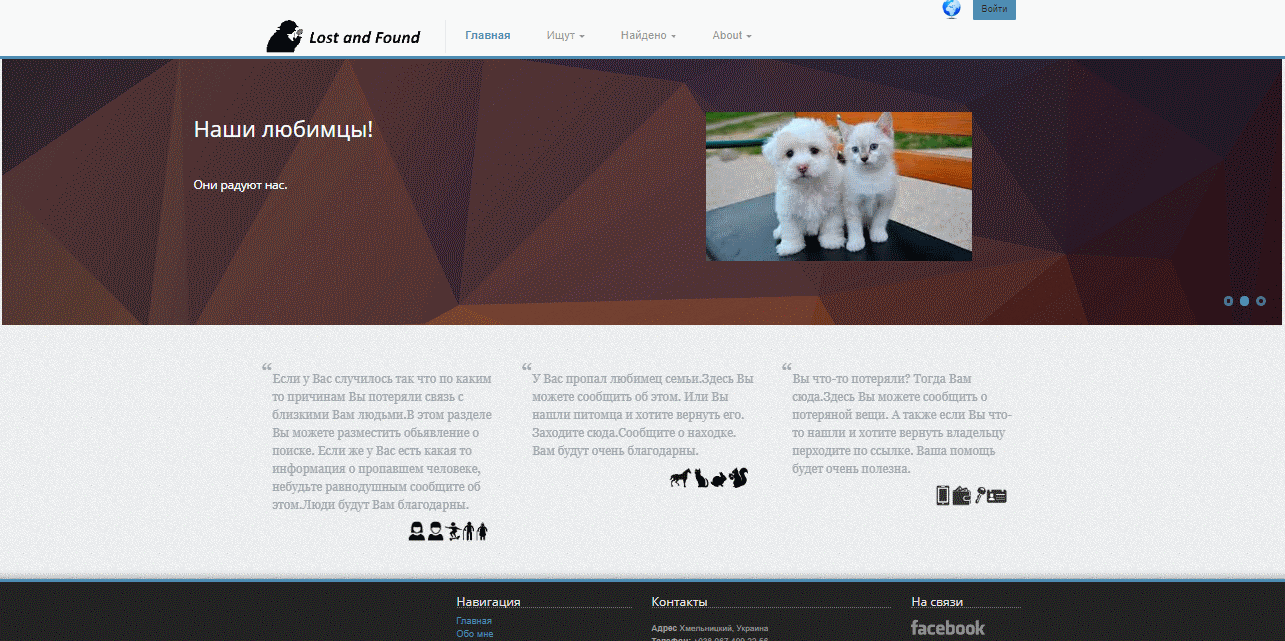 Войти
Lost and Found
Главная
Ищут
Найдено
About
Наши любимцы!
Они радуют нас.
“Если у Вас случилось так что по каким
то причинам Вы потеряли связь с
близкими Вам людьми.В этом разделе
Вы можете разместить обьявление о
поиске. Если же у Вас есть какая то
информация о пропавшем человеке,
небудьте равнодушным сообщите об
этом.Люди будут Вам благодарны.
“У Вас пропал любимец семьи.Здесь Вы
можете сообщить об этом. Или Вы
нашли питомца и хотите вернуть его.
Заходите сюда.Сообщите о находке.
Вам будут очень благодарны.
“Вы что-то потеряли? Тогда Вам
сюда.Здесь Вы можете сообщить о
потеряной вещи. А также если Вы что-
то нашли и хотите вернуть владельцу
перходите по ссылке. Ваша помощь
будет очень полезна.
Навигация
Главная
Обо мне
Контакты
Адрес Хмельницкий, Украина
На связи
facebook